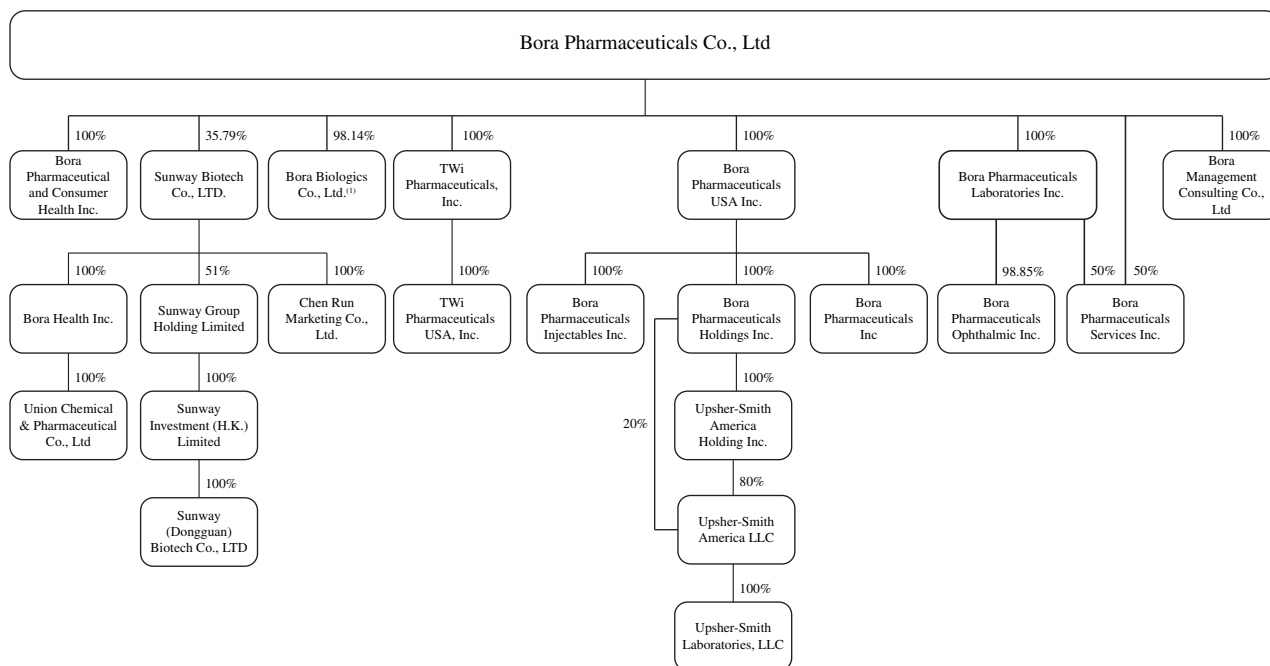 Bora Pharmaceuticals Co., Ltd
100%
35.79%
98.14%
100%
100%
100%
100%
Bora
Pharmaceutical
and Consumer
Health Inc.
Sunway Biotech
Co., LTD.
Bora Biologics
Co., Ltd.(1)
TWi
Pharmaceuticals,
Inc.
Bora
Pharmaceuticals
USA Inc.
Bora Pharmaceuticals
Laboratories Inc.
Bora
Management
Consulting Co.,
Ltd
100%
51%
100%
100%
100%
100%
100%
98.85%
50%
50%
Bora Health Inc.
Sunway Group
Holding Limited
Chen Run
Marketing Co.,
Ltd.
TWi
Pharmaceuticals
USA, Inc.
Bora
Pharmaceuticals
Injectables Inc.
Bora
Pharmaceuticals
Holdings Inc.
Bora
Pharmaceuticals
Inc
Bora
Pharmaceuticals
Ophthalmic Inc.
Bora
Pharmaceuticals
Services Inc.
100%
100%
100%
Union Chemical
& Pharmaceutical
Co., Ltd
Sunway
Investment (H.K.)
Limited
20%
Upsher-Smith
America
Holding Inc.
100%
80%
Sunway
(Dongguan)
Biotech Co., LTD
Upsher-Smith
America LLC
100%
Upsher-Smith
Laboratories, LLC